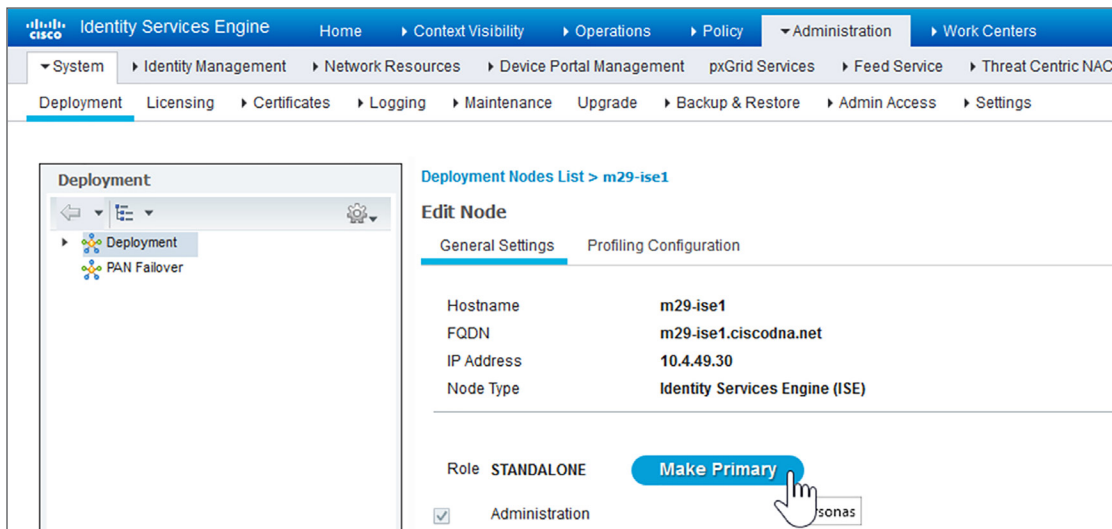 cisco Identity Services Engine Home Context Visibility Operations Policy Administration Work Centers
System Identity Management Network Resources Device Portal Management pxGrid Services Feed Service Threat Centric NAC
Deployment Licensing Certificates Logging Maintenance Upgrade Backup & Restore Admin Access Settings
Deployment
Deployment
PAN Failover
Deployment Nodes List > m29-ise1
Edit Node
General Settings Profiling Configuration
Hostname m29-ise1
FQDN m29-ise1.ciscodna.net
IP Address 10.4.49.30
Node Type Identity Services Engine (ISE)
Role STANDALONE Make Primary
Administration sonas